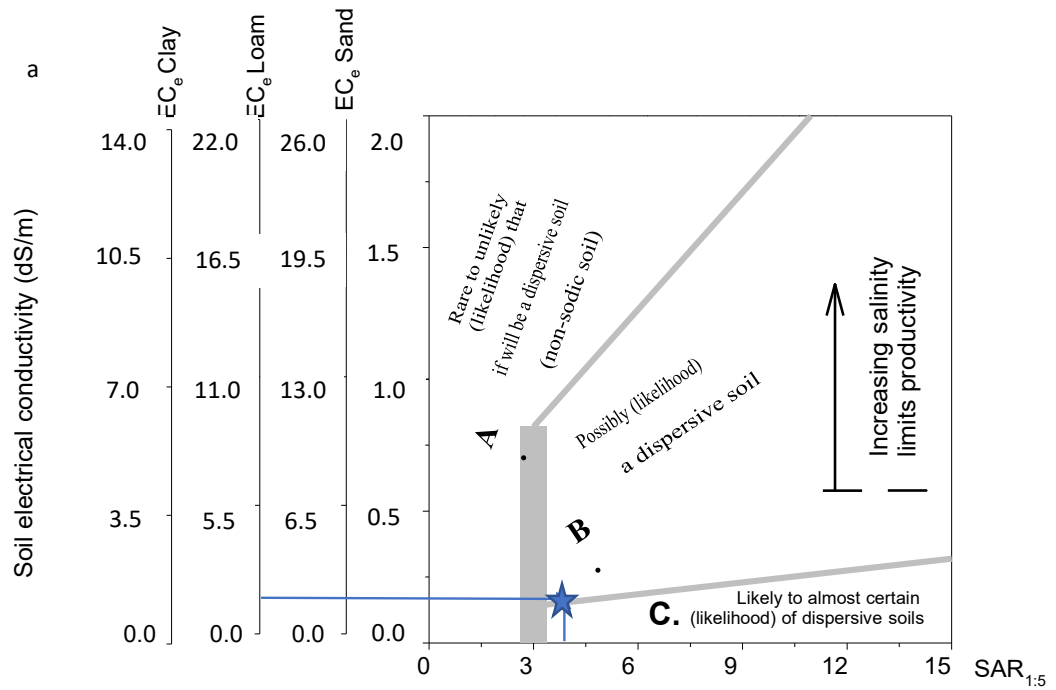 a
ECe Clay
ECe Loam
ECe Sand
Soil electrical conductivity (dS/m)
14.0 22.0 26.0 2.0
10.5 16.5 19.5 1.5
7.0 11.0 13.0 1.0
3.5 5.5 6.5 0.5
0.0 0.0 0.0 0.0
Rare to unlikely
(likelihood) that
if will be a dispersive soil
(non-sodic soil)
A
Possibly (likelihood)
a dispersive soil
B
Increasing salinity
limits productivity
C. Likely to almost certain
(likelihood) of dispersive soils
0 3 6 9 12 15 SAR1:5